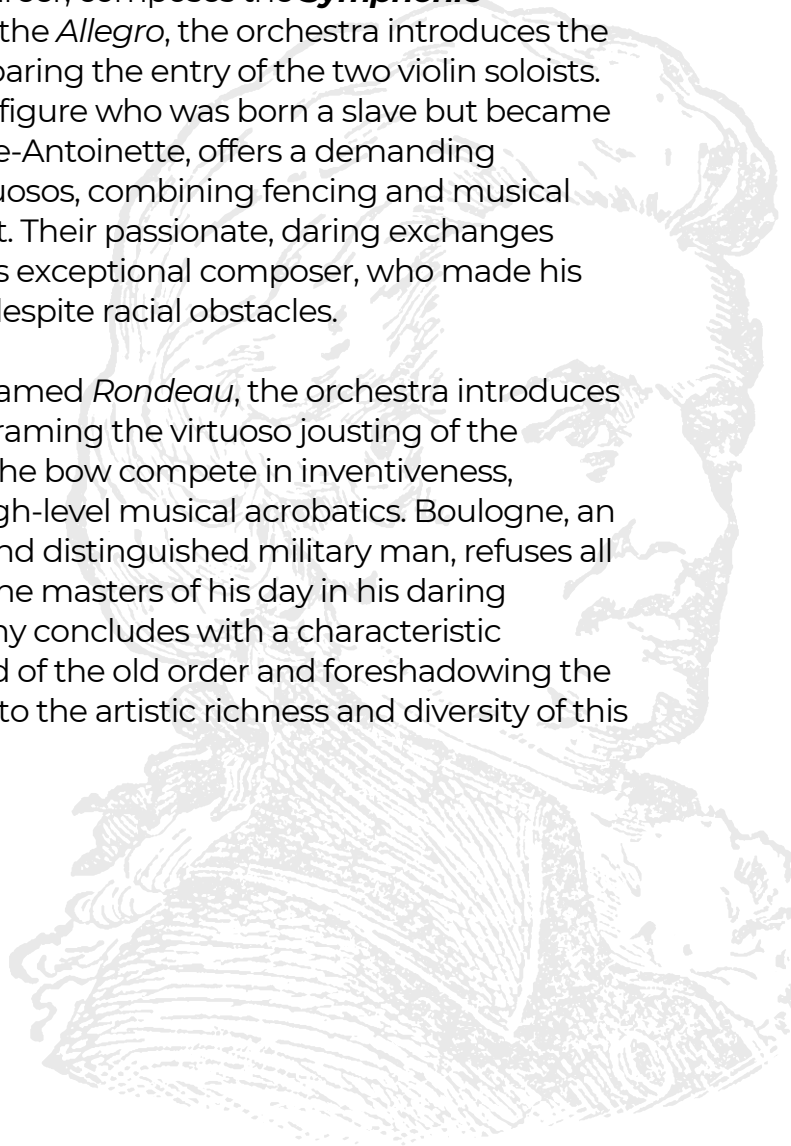 composes the Symphonie
the Allegro, the orchestra introduces the
paring the entry of the two violin soloists.
figure who was born a slave but became
e-Antoinette, offers a demanding
uosos, combining fencing and musical
t. Their passionate, daring exchanges
s exceptional composer, who made his
despite racial obstacles.
amed Rondeau, the orchestra introduces
raming the virtuoso jousting of the
he bow compete in inventiveness,
gh-level musical acrobatics. Boulogne, an
nd distinguished military man, refuses all
he masters of his day in his daring
ny concludes with a characteristic
d of the old order and foreshadowing the
to the artistic richness and diversity of this